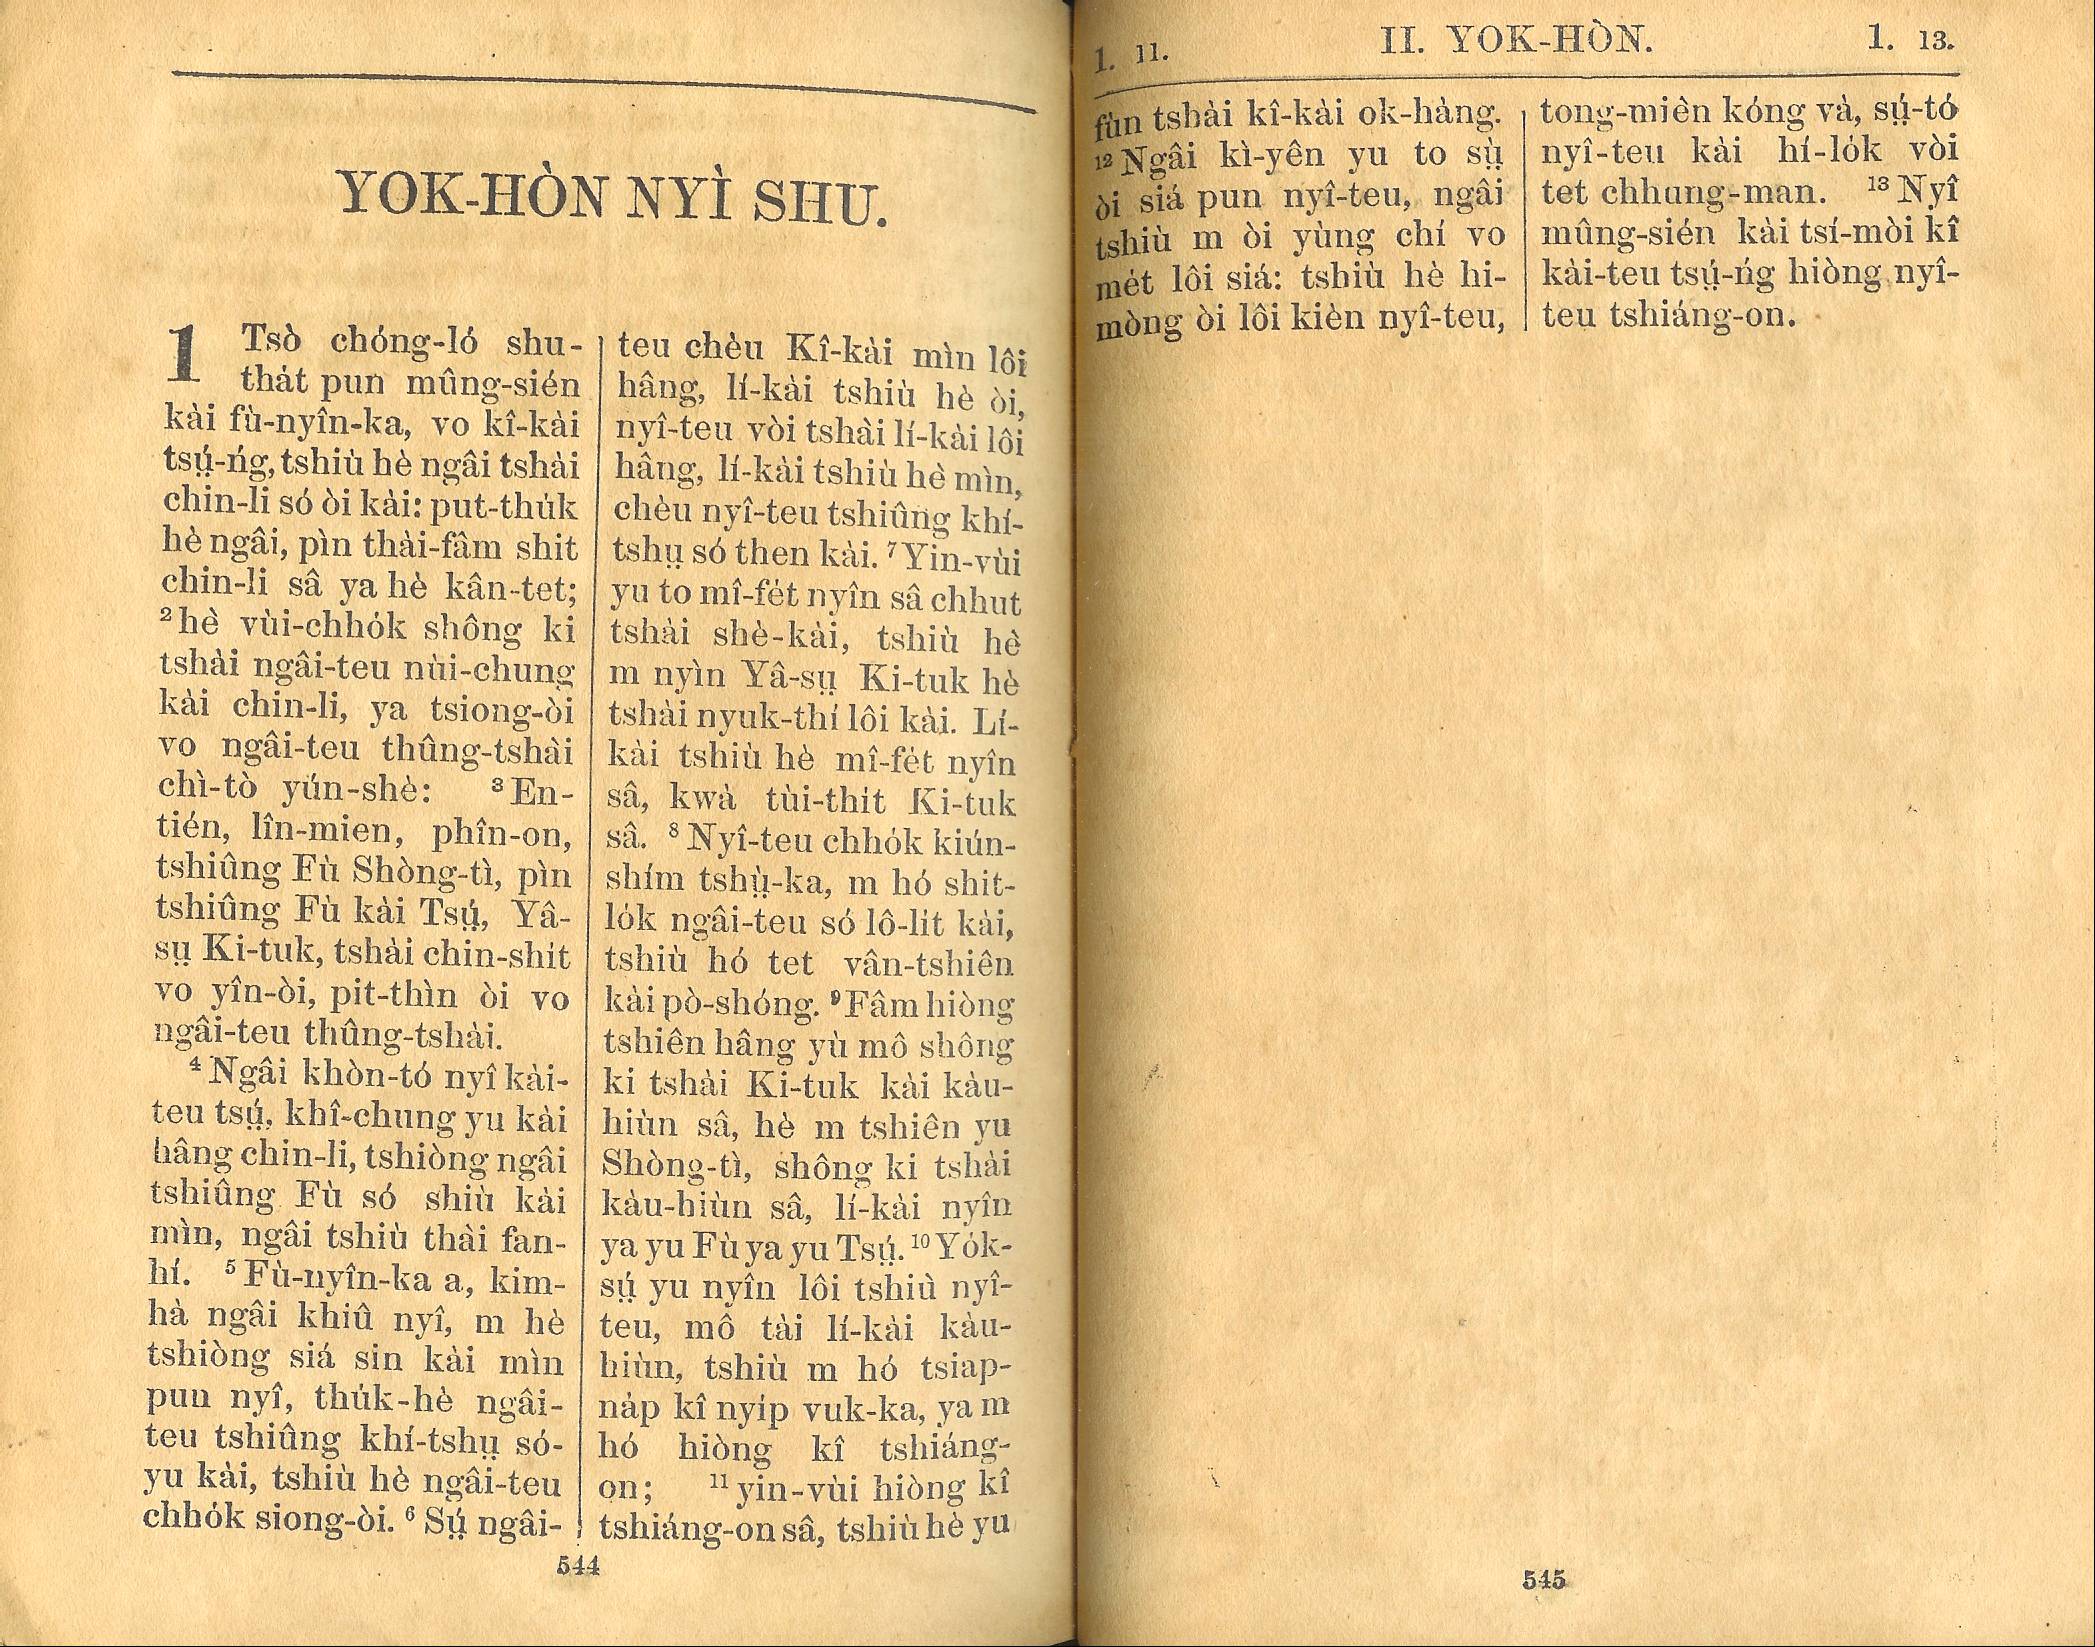 YOK-HÒN NYÌ SHU.
1 Tsò chóng-ló shu-
thât pun mûng-sién
kài fù-nyîn-ka, vo kî-kài
tsṳ́-ńg, tshiù hè ngâi tshài
chin-li só òi kài: put-thu̍k
hè ngâi, pìn thài-fâm shit
chin-li sâ ya hè kân-tet;
²hè vùi-chho̍k shông ki
tshài ngâi-teu nùi-chung
kài chin-li, ya tsiong-òi
vo ngâi-teu thûng-tshài
chì-tò yún-shè: ³En-
tién, lîn-mien, phîn-on,
tshiûng Fù Shòng-tì, pìn
tshiûng Fù kài Tsṳ́, Yâ-
sṳ Ki-tuk, tshài chin-shi̍t
vo yîn-òi, pit-thìn òi vo
ngâi-teu thûng-tshài.
⁴Ngâi khòn-tó nyî kài-
teu tsṳ́, khî-chung yu kài
hâng chin-li, tshiòng ngâi
tshiûng Fù só shiù kài
mìn, ngâi tshiù thài fan-
hí. ⁵Fù-nyîn-ka a, kim-
hà ngâi khiû nyî, m hè
tshiòng siá sin kài mìn
pun nyî, thu̍k-hè ngâi-
teu tshiûng khí-tshṳ só-
yu kài, tshiù hè ngâi-teu
chho̍k siong-òi. ⁶Sṳ́ ngâi-
teu chèu Kî-kài mìn lôi
hâng, lí-kài tshiù hè òi,
nyî-teu vòi tshài lí-kài lôi
hâng, lí-kài tshiù hè mìn,
chèu nyî-teu tshiûng khí-
tshṳ só then kài. ⁷Yin-vùi
yu to mî-fe̍t nyîn sâ chhut
tshài shè-kài, tshiù hè
m nyìn Yâ-sṳ Ki-tuk hè
tshài nyuk-thí lôi kài. Lí-
kài tshiù hè mî-fe̍t nyîn
sâ, kwà tùi-thi̍t Ki-tuk
sâ. ⁸Nyî-teu chho̍k kiún-
shím tshṳ̀-ka, m hó shit-
lo̍k ngâi-teu só lô-li̍t kài,
tshiù hó tet vân-tshiên
kài pò-shóng. ⁹Fâm hiòng
tshiên hâng yù mô shông
ki tshài Ki-tuk kài kàu-
hiùn sâ, hè m tshiên yu
Shòng-tì, shông ki tshài
kàu-hiùn sâ, lí-kài nyîn
ya yu Fù ya yu Tsṳ́. ¹⁰Yo̍k-
sṳ́ yu nyîn lôi tshiù nyî-
teu, mô tài lí-kài kàu-
hiùn, tshiù m hó tsiap-
na̍p kî nyi̍p vuk-ka, ya m
hó hiòng kî tshiáng-
on; ¹¹yin-vùi hiòng kî
tshiáng-on sâ, tshiù hè yu
544
1. 11. II. YOK-HÒN. 1. 13.
fùn tshài kî-kài ok-hàng.
¹²Ngâi kì-yên yu to sṳ̀
òi siá pun nyî-teu, ngâi
tshiù m òi yùng chí vo
me̍t lôi siá: tshiù hè hi-
mòng òi lôi kièn nyî-teu,
tong-mièn kóng và, sṳ́-tó
nyî-teu kài hí-lo̍k vòi
tet chhung-man. ¹³Nyî
mûng-sién kài tsí-mòi kî
kài-teu tsṳ́-ńg hiòng nyî-
teu tshiáng-on.
545